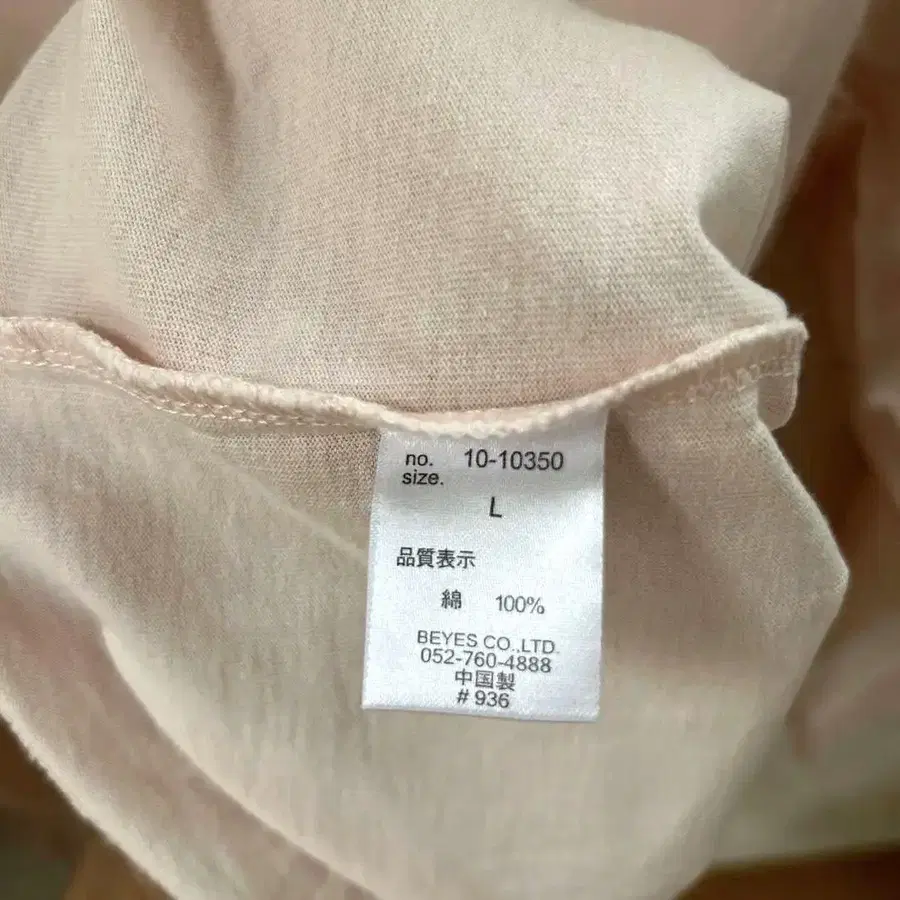 no. 10-10350
size.
L
品質表示
綿 100%
BEYES CO.,LTD.
052-760-4888
中国製
# 936